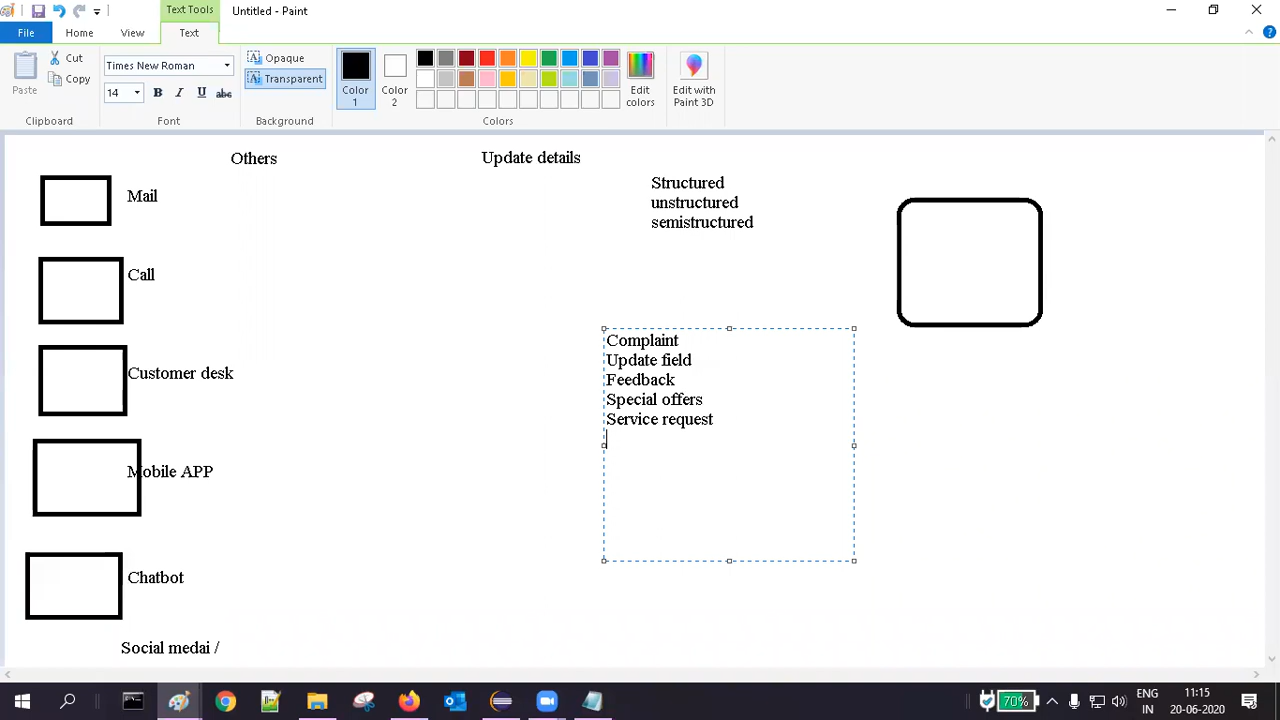 Text Tools
Untitled - Paint
File
Home
View
Text
Paste
Cut
Copy
Clipboard
Times New Roman
14
B I U abc
Font
A Opaque
A Transparent
Background
Color 1
Color 2
Edit colors
Colors
Edit with Paint 3D
Others
Update details
Mail
Structured
unstructured
semistructured
Call
Complaint
Update field
Feedback
Special offers
Service request
Customer desk
Mobile APP
Chatbot
Social medai /
70%
ENG
IN
11:15
20-06-2020